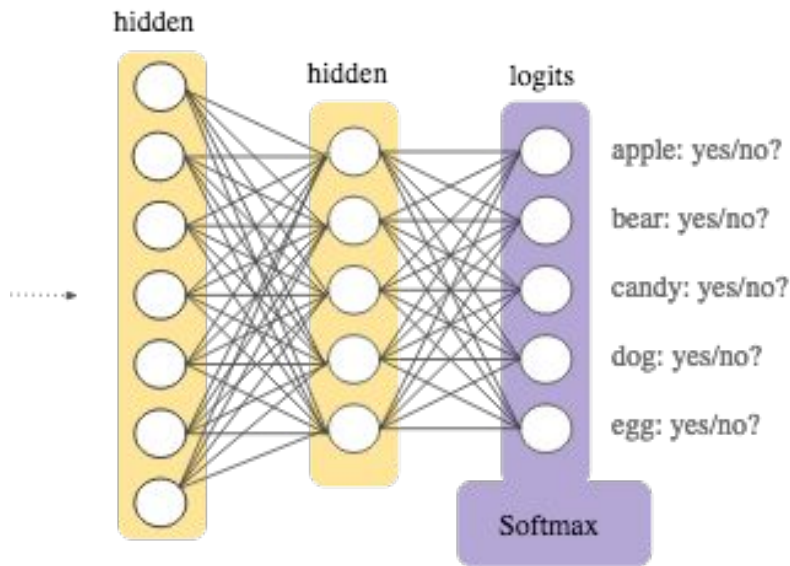 hidden
hidden
logits
apple: yes/no?
bear: yes/no?
candy: yes/no?
dog: yes/no?
egg: yes/no?
Softmax